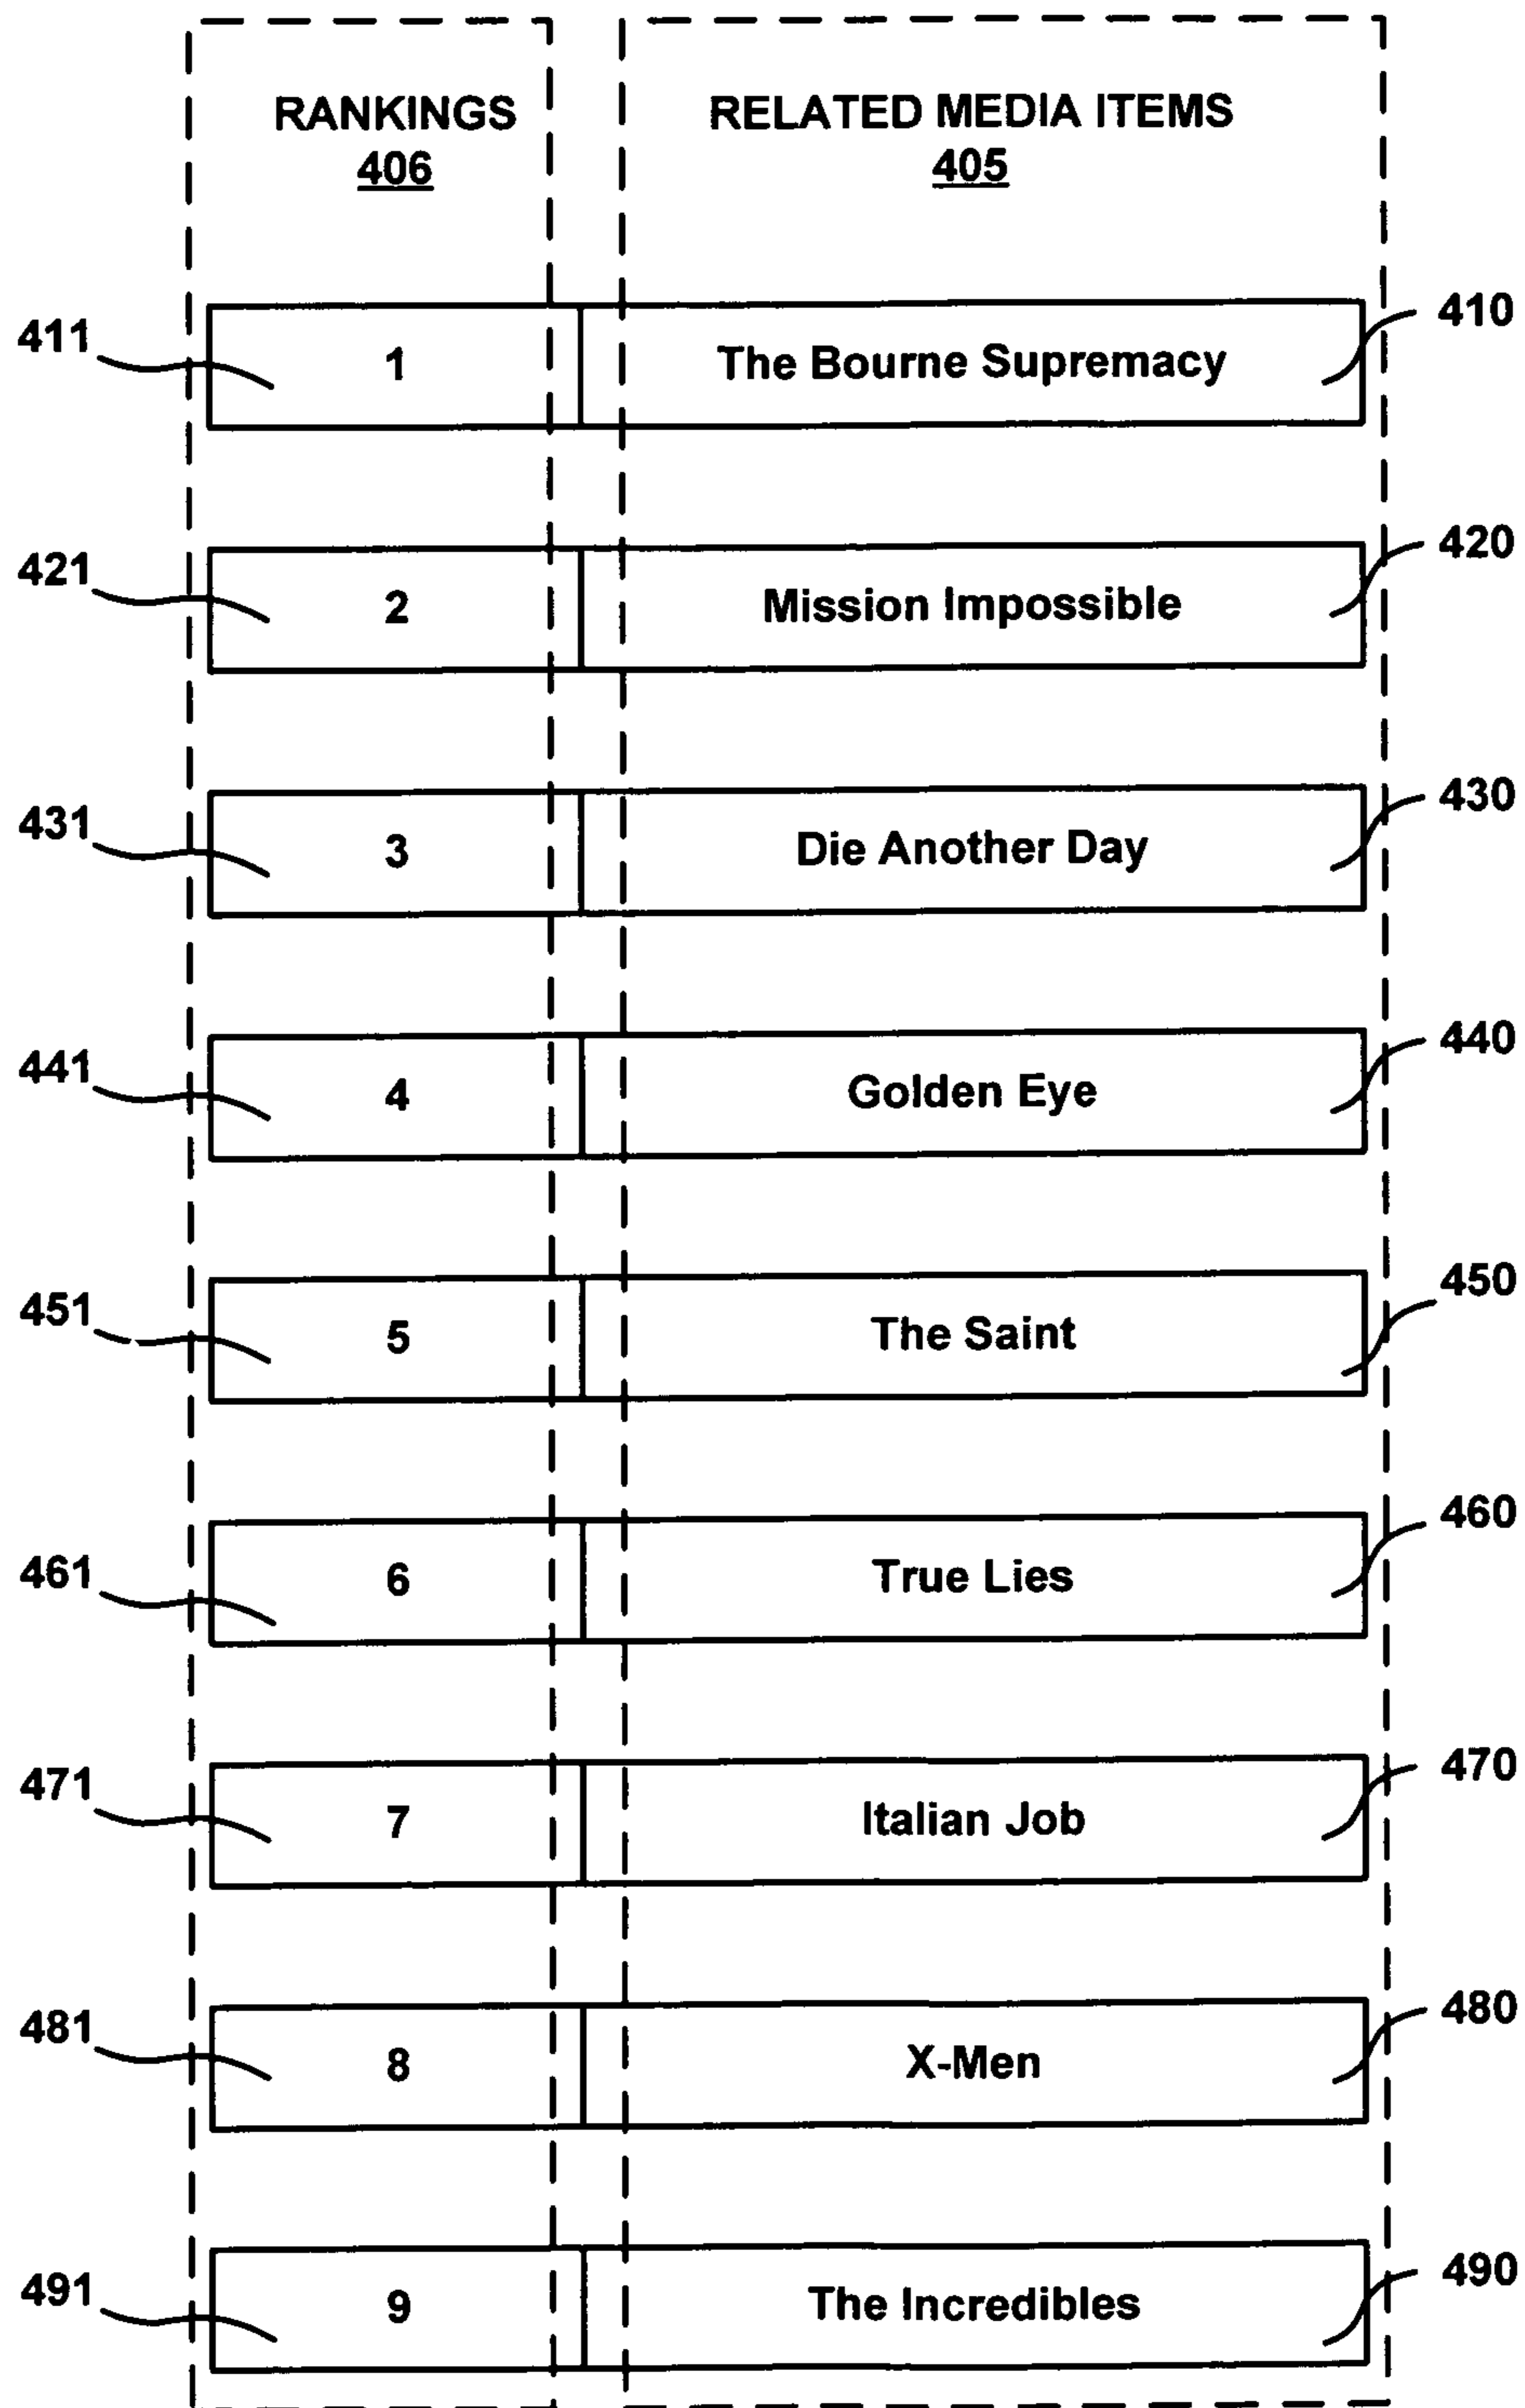 RANKINGS RELATED MEDIA ITEMS
406 405
411 1 The Bourne Supremacy 410
421 2 Mission Impossible 420
431 3 Die Another Day 430
441 4 Golden Eye 440
451 5 The Saint 450
461 6 True Lies 460
471 7 Italian Job 470
481 8 X-Men 480
491 9 The Incredibles 490